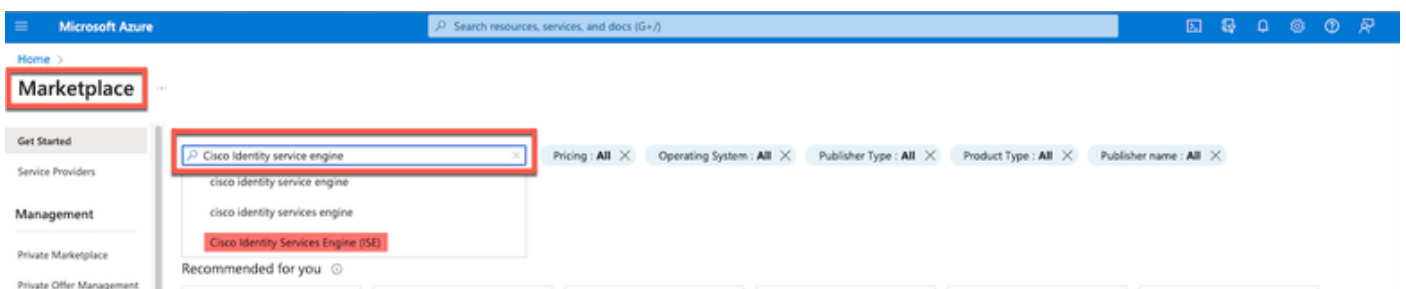 Microsoft Azure
Search resources, services, and docs (G+/)
Home >
Marketplace ...
Get Started
Service Providers
Management
Private Marketplace
Private Offer Management
Cisco Identity service engine
Pricing : All
Operating System : All
Publisher Type : All
Product Type : All
Publisher name : All
cisco identity service engine
cisco identity services engine
Cisco Identity Services Engine (ISE)
Recommended for you